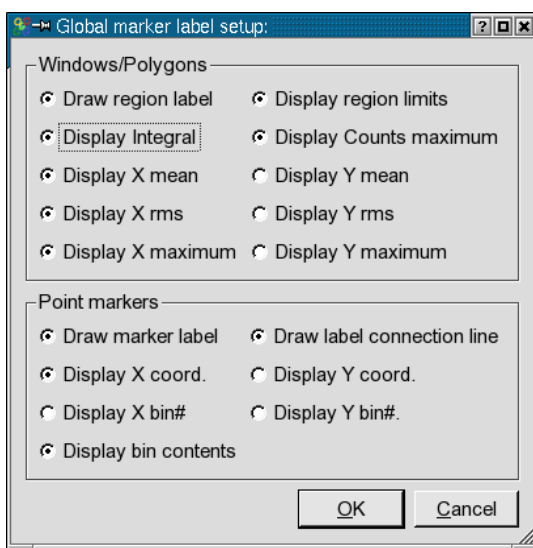 Global marker label setup:
Windows/Polygons
Draw region label Display region limits
Display Integral Display Counts maximum
Display X mean Display Y mean
Display X rms Display Y rms
Display X maximum Display Y maximum
Point markers
Draw marker label Draw label connection line
Display X coord. Display Y coord.
Display X bin# Display Y bin#.
Display bin contents
OK Cancel